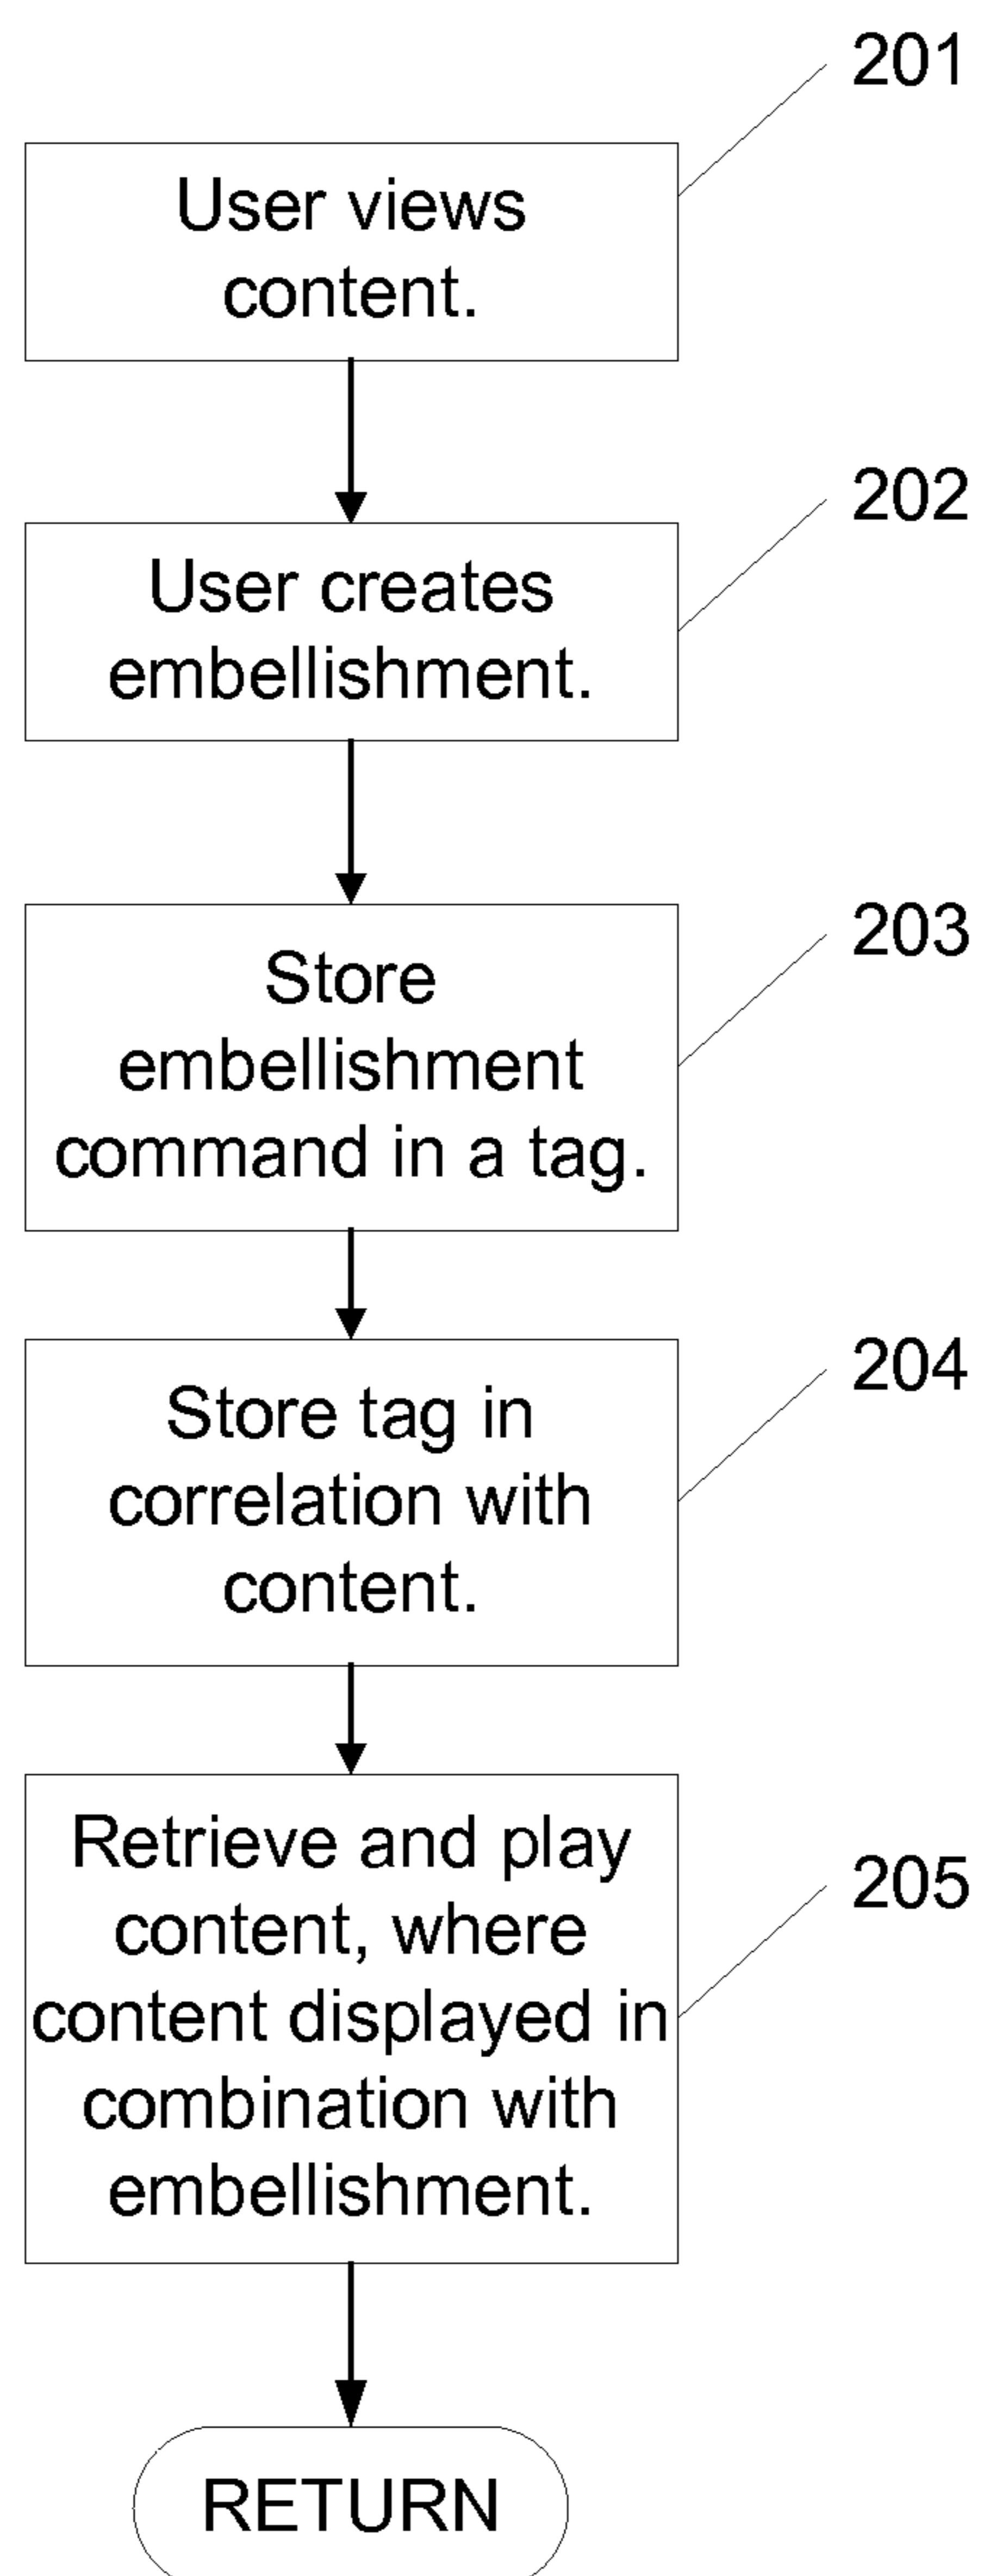 201
User views
content.
202
User creates
embellishment.
203
Store
embellishment
command in a tag.
204
Store tag in
correlation with
content.
205
Retrieve and play
content, where
content displayed in
combination with
embellishment.
RETURN